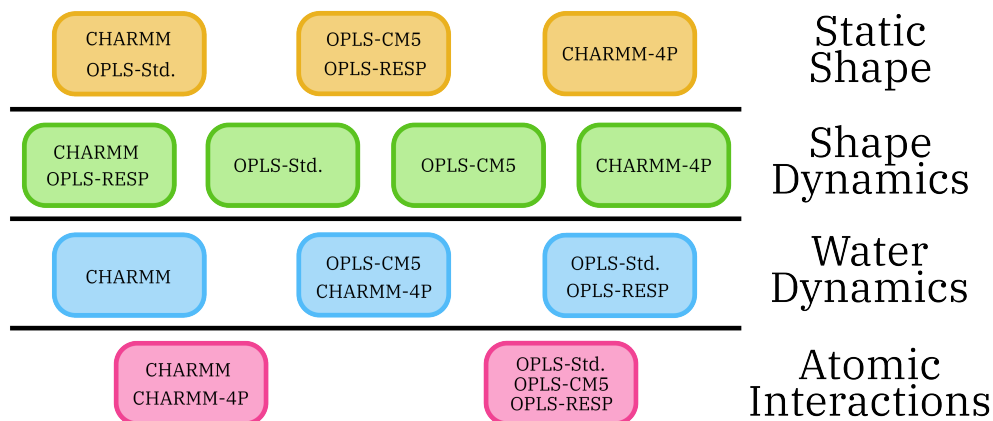 CHARMM
OPLS-Std.
OPLS-CM5
OPLS-RESP
CHARMM-4P
Static
Shape
CHARMM
OPLS-RESP
OPLS-Std.
OPLS-CM5
CHARMM-4P
Shape
Dynamics
CHARMM
OPLS-CM5
CHARMM-4P
OPLS-Std.
OPLS-RESP
Water
Dynamics
CHARMM
CHARMM-4P
OPLS-Std.
OPLS-CM5
OPLS-RESP
Atomic
Interactions